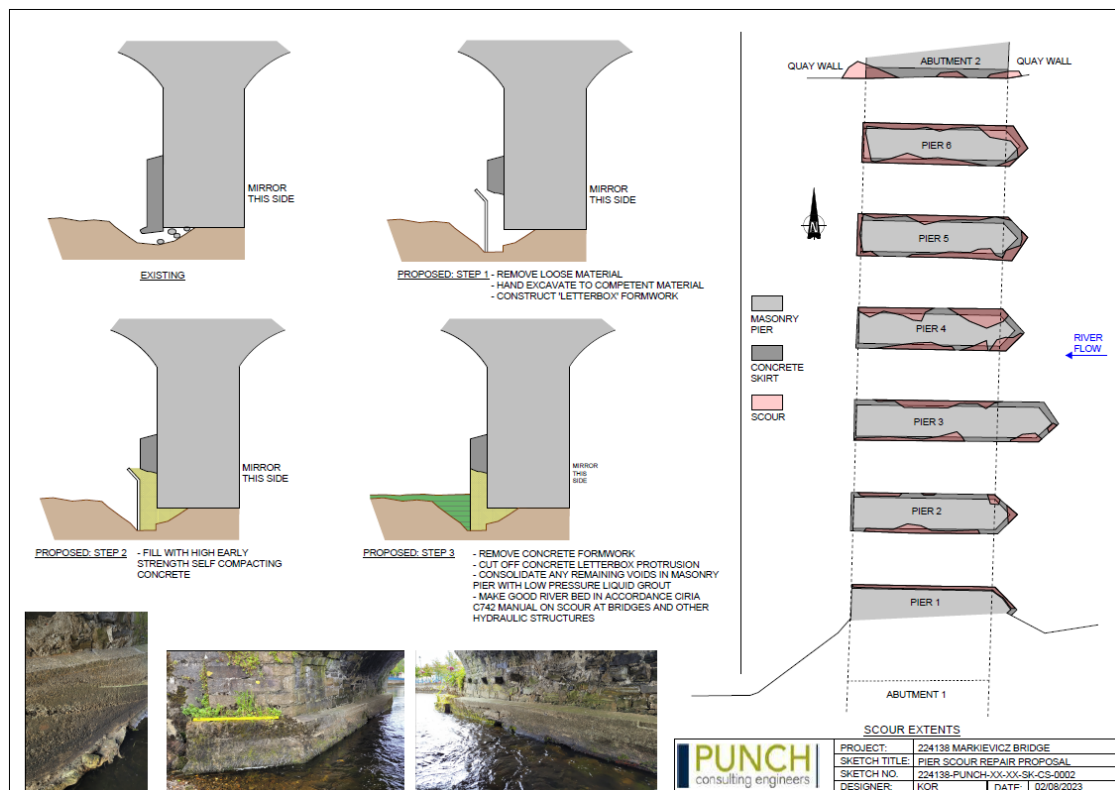 MIRROR
THIS SIDE
EXISTING
MIRROR
THIS SIDE
PROPOSED: STEP 1 - REMOVE LOOSE MATERIAL
- HAND EXCAVATE TO COMPETENT MATERIAL
- CONSTRUCT 'LETTERBOX' FORMWORK
MIRROR
THIS SIDE
PROPOSED: STEP 2 - FILL WITH HIGH EARLY
STRENGTH SELF COMPACTING
CONCRETE
MIRROR
THIS
SIDE
PROPOSED: STEP 3 - REMOVE CONCRETE FORMWORK
- CUT OFF CONCRETE LETTERBOX PROTRUSION
- CONSOLIDATE ANY REMAINING VOIDS IN MASONRY
PIER WITH LOW PRESSURE LIQUID GROUT
- MAKE GOOD RIVER BED IN ACCORDANCE CIRIA
C742 MANUAL ON SCOUR AT BRIDGES AND OTHER
HYDRAULIC STRUCTURES
QUAY WALL
ABUTMENT 2
QUAY WALL
PIER 6
PIER 5
MASONRY
PIER
CONCRETE
SKIRT
SCOUR
PIER 4
RIVER
FLOW
PIER 3
PIER 2
PIER 1
ABUTMENT 1
SCOUR EXTENTS
PUNCH
consulting engineers
PROJECT: 224138 MARKIEVICZ BRIDGE
SKETCH TITLE: PIER SCOUR REPAIR PROPOSAL
SKETCH NO. 224138-PUNCH-XX-XX-SK-CS-0002
DESIGNER: KOR DATE: 02/08/2023